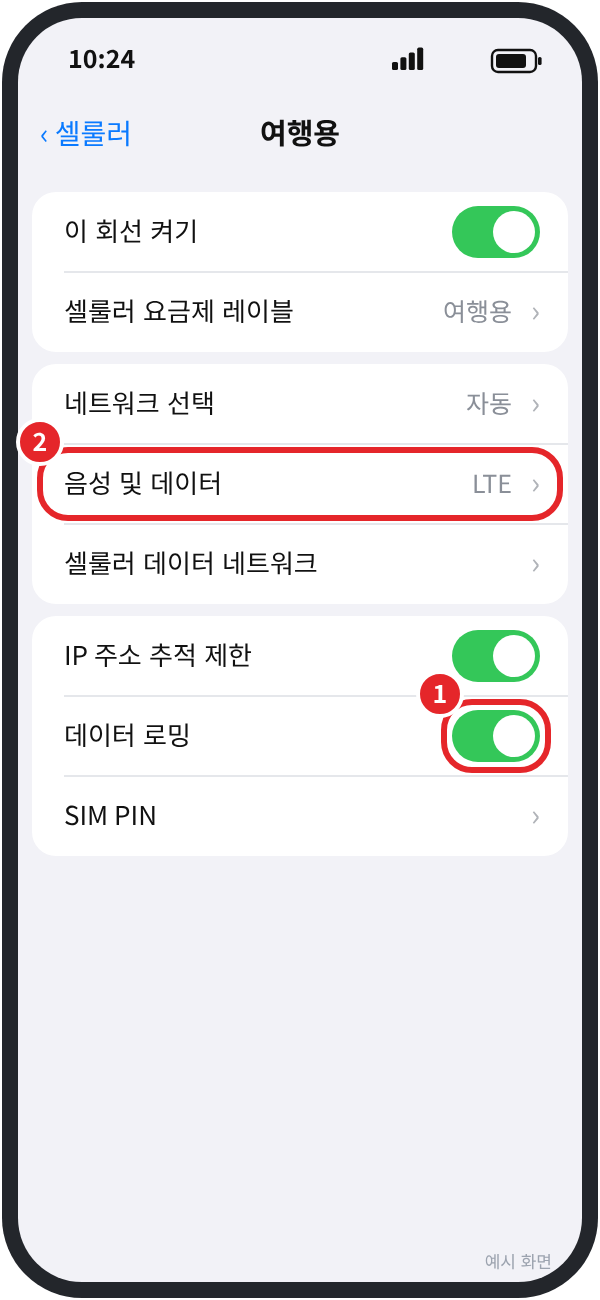 10:24
‹ 셀룰러
여행용
이 회선 켜기
셀룰러 요금제 레이블 여행용 ›
네트워크 선택 자동 ›
2
음성 및 데이터 LTE ›
셀룰러 데이터 네트워크 ›
IP 주소 추적 제한
1
데이터 로밍
SIM PIN ›
예시 화면